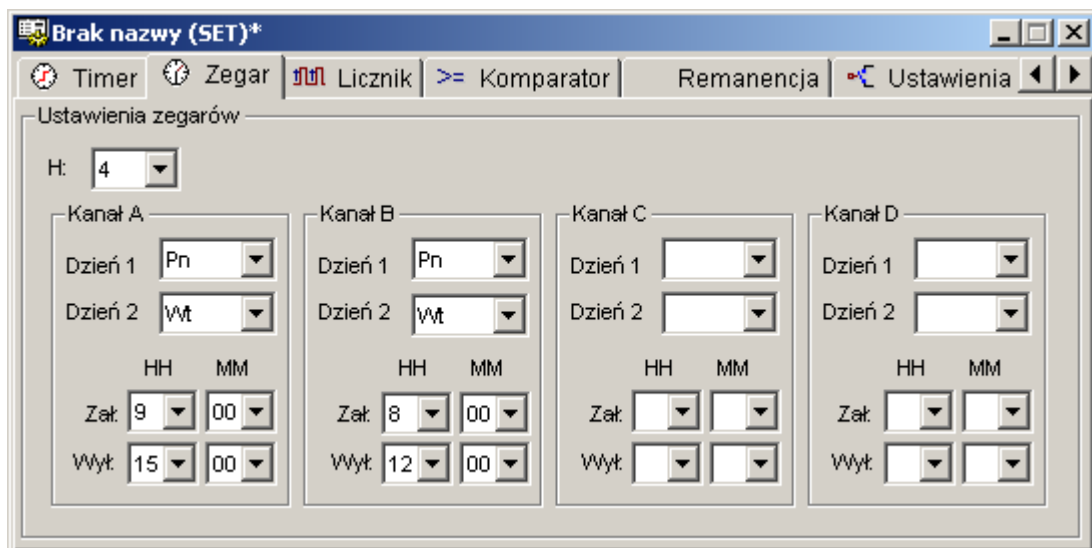 Brak nazwy (SET)*
Timer Zegar Licznik >= Komparator Remanencja Ustawienia
Ustawienia zegarów
H: 4
Kanał A Kanał B Kanał C Kanał D
Dzień 1 Pn Dzień 1 Pn Dzień 1 Dzień 1
Dzień 2 Wt Dzień 2 Wt Dzień 2 Dzień 2
HH MM HH MM HH MM HH MM
Zał: 9 00 Zał: 8 00 Zał: Zał:
Wył: 15 00 Wył: 12 00 Wył: Wył: